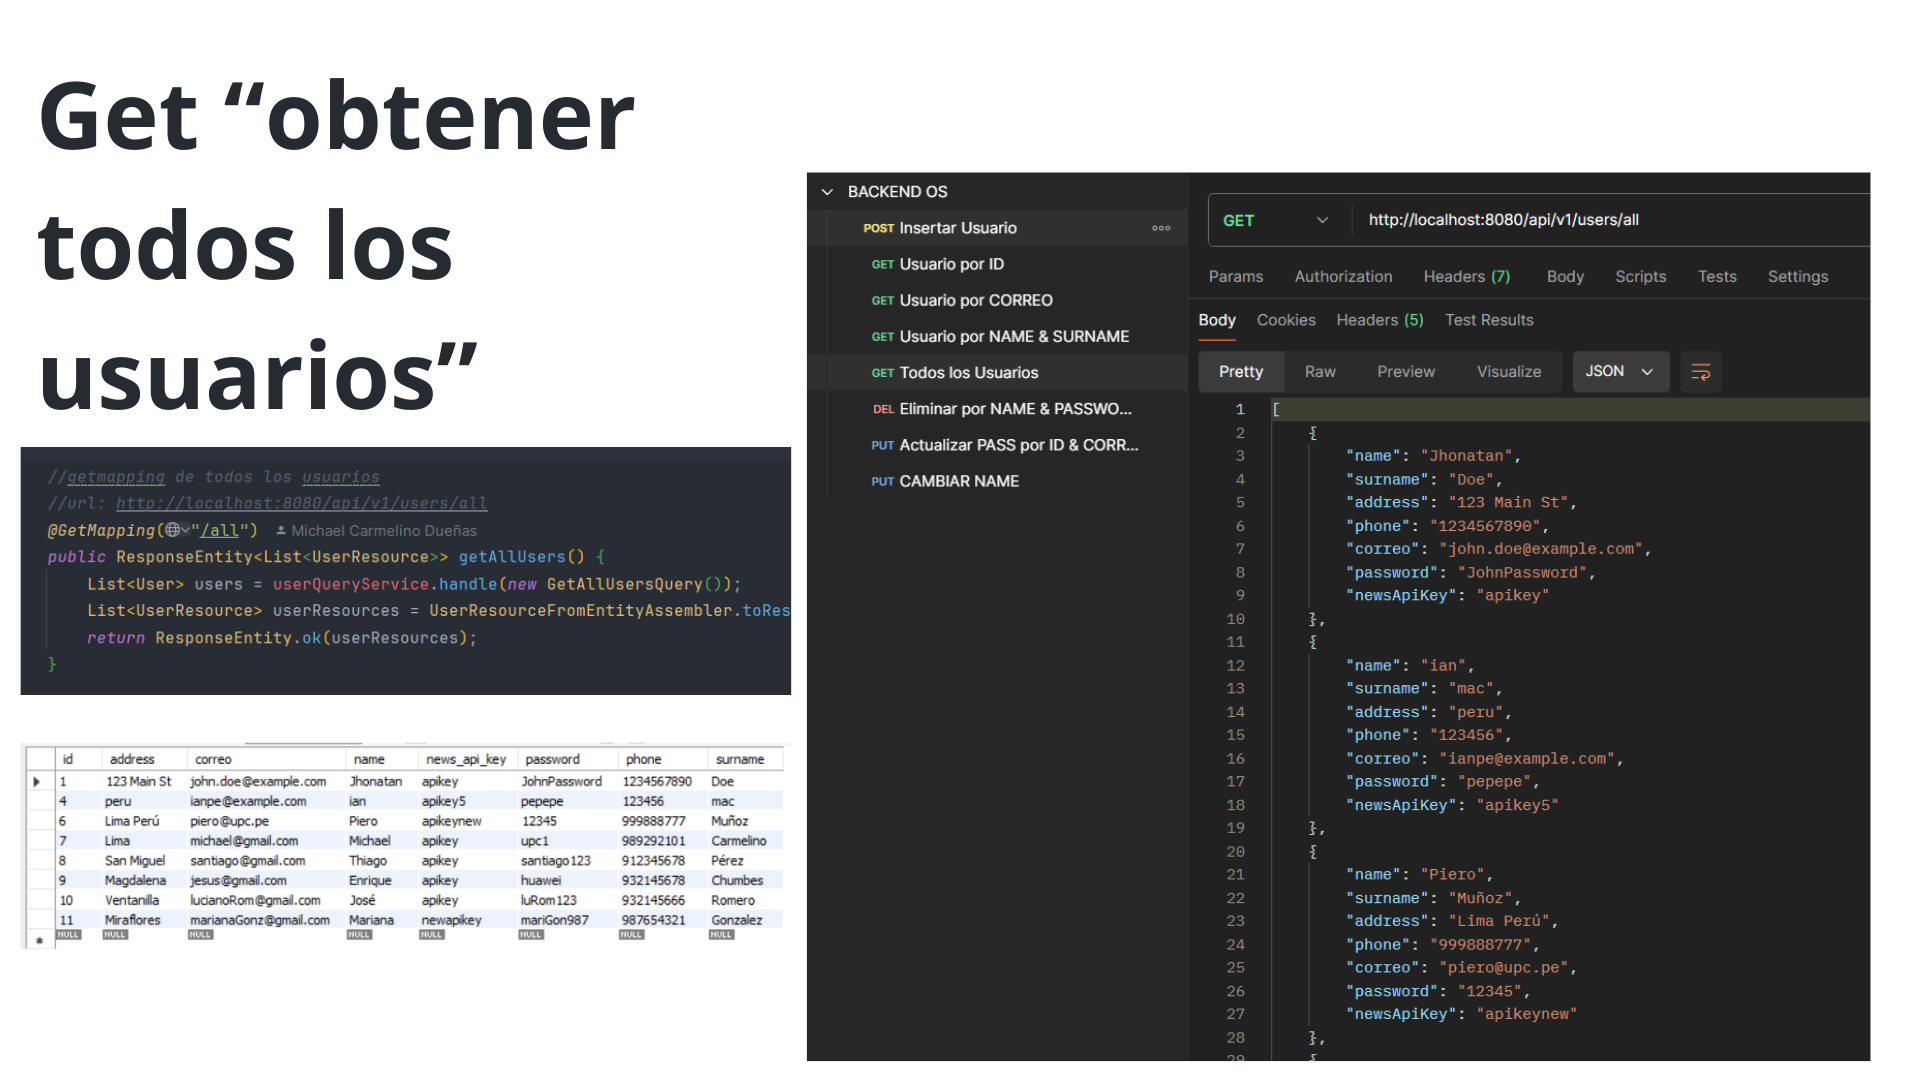 Get “obtener
todos los
usuarios”
//getmapping de todos los usuarios
//url: http://localhost:8080/api/v1/users/all
@GetMapping("/all") Michael Carmelino Dueñas
public ResponseEntity<List<UserResource>> getAllUsers() {
List<User> users = userQueryService.handle(new GetAllUsersQuery());
List<UserResource> userResources = UserResourceFromEntityAssembler.toRes
return ResponseEntity.ok(userResources);
}
id address correo name news_api_key password phone surname
1 123 Main St john.doe@example.com Jhonatan apikey JohnPassword 1234567890 Doe
4 peru ianpe@example.com ian apikey5 pepepe 123456 mac
6 Lima Perú piero@upc.pe Piero apikeynew 12345 999888777 Muñoz
7 Lima michael@gmail.com Michael apikey upc1 989292101 Carmelino
8 San Miguel santiago@gmail.com Thiago apikey santiago123 912345678 Pérez
9 Magdalena jesus@gmail.com Enrique apikey huawei 932145678 Chumbes
10 Ventanilla lucianoRom@gmail.com José apikey luRom123 932145666 Romero
11 Miraflores marianaGonz@gmail.com Mariana newapikey mariGon987 987654321 Gonzalez
NULL NULL NULL NULL NULL NULL NULL NULL
BACKEND OS
POST Insertar Usuario
GET Usuario por ID
GET Usuario por CORREO
GET Usuario por NAME & SURNAME
GET Todos los Usuarios
DEL Eliminar por NAME & PASSWO...
PUT Actualizar PASS por ID & CORR...
PUT CAMBIAR NAME
GET http://localhost:8080/api/v1/users/all
Params Authorization Headers (7) Body Scripts Tests Settings
Body Cookies Headers (5) Test Results
Pretty Raw Preview Visualize JSON
1 [
2 {
3 "name": "Jhonatan",
4 "surname": "Doe",
5 "address": "123 Main St",
6 "phone": "1234567890",
7 "correo": "john.doe@example.com",
8 "password": "JohnPassword",
9 "newsApiKey": "apikey"
10 },
11 {
12 "name": "ian",
13 "surname": "mac",
14 "address": "peru",
15 "phone": "123456",
16 "correo": "ianpe@example.com",
17 "password": "pepepe",
18 "newsApiKey": "apikey5"
19 },
20 {
21 "name": "Piero",
22 "surname": "Muñoz",
23 "address": "Lima Perú",
24 "phone": "999888777",
25 "correo": "piero@upc.pe",
26 "password": "12345",
27 "newsApiKey": "apikeynew"
28 },
29 {